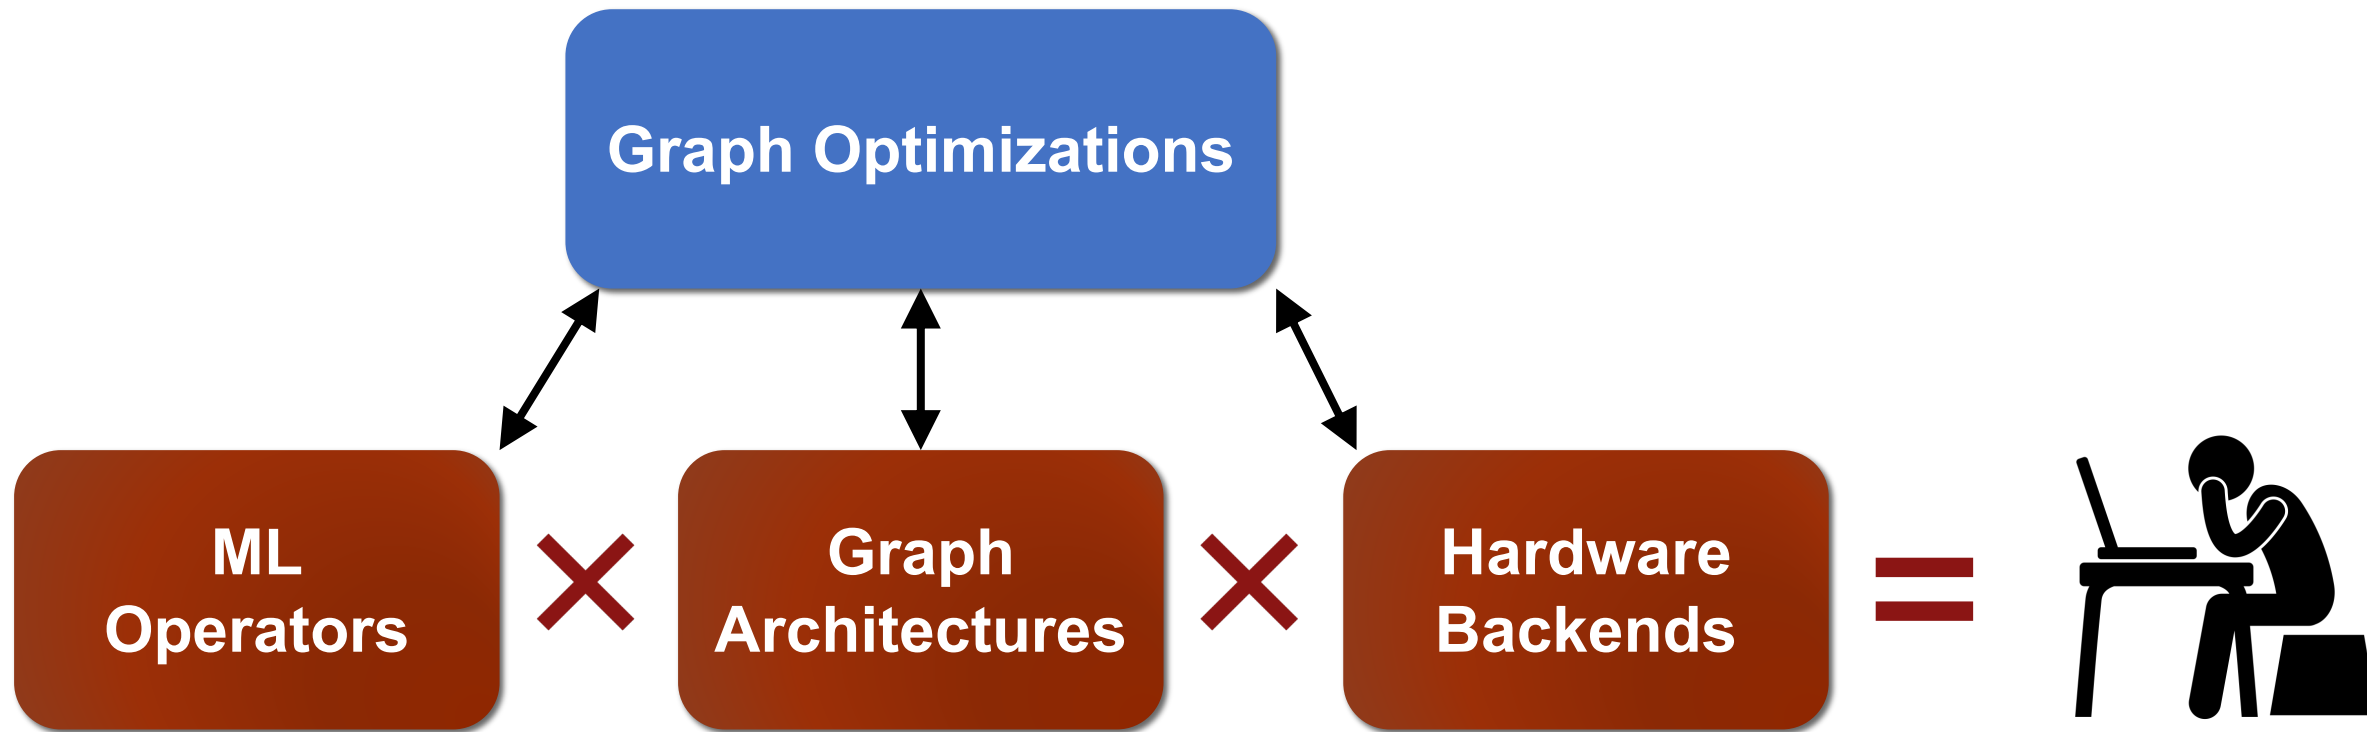 Graph Optimizations
ML
Operators
Graph
Architectures
Hardware
Backends